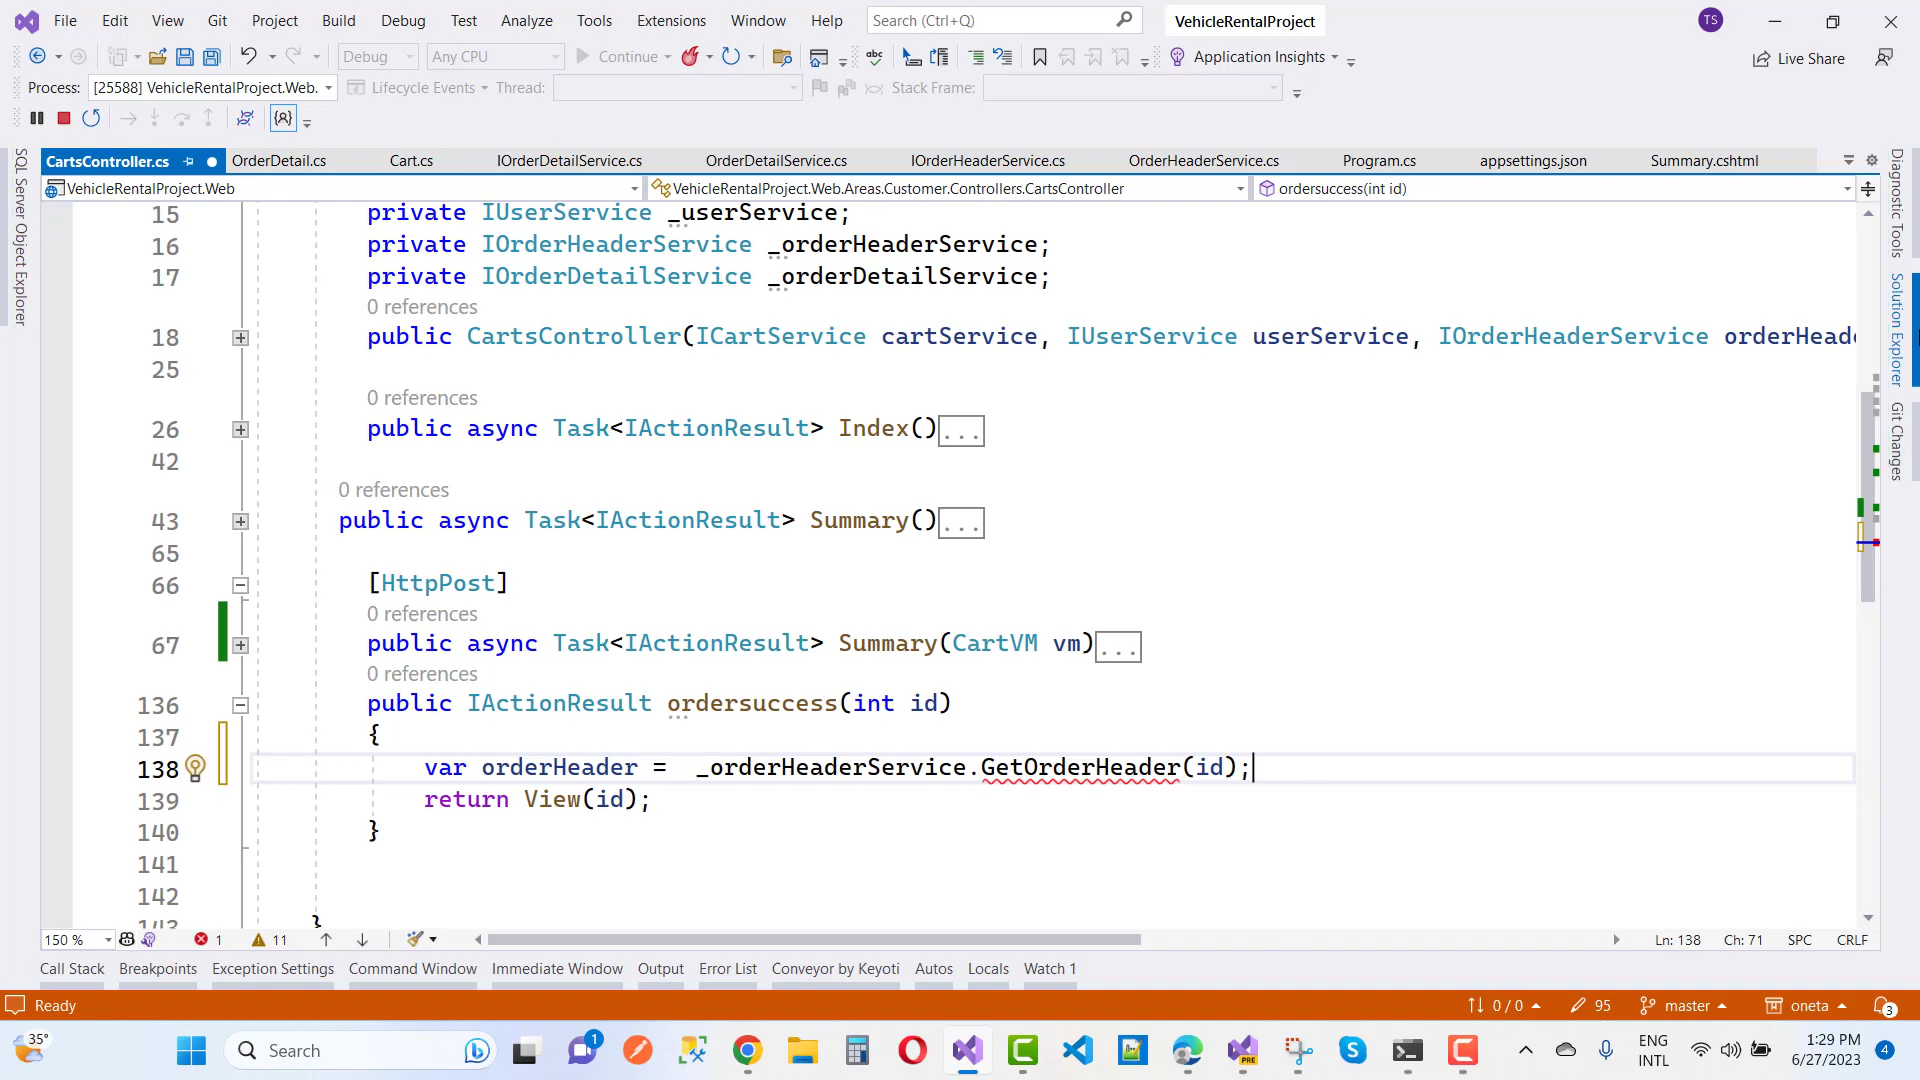 File Edit View Git Project Build Debug Test Analyze Tools Extensions Window Help Search (Ctrl+Q) VehicleRentalProject TS
Debug Any CPU Continue Application Insights Live Share
Process: [25588] VehicleRentalProject.Web. Lifecycle Events Thread: Stack Frame:
CartsController.cs OrderDetail.cs Cart.cs IOrderDetailService.cs OrderDetailService.cs IOrderHeaderService.cs OrderHeaderService.cs Program.cs appsettings.json Summary.cshtml
VehicleRentalProject.Web VehicleRentalProject.Web.Areas.Customer.Controllers.CartsController ordersuccess(int id)
SQL Server Object Explorer
Diagnostic Tools
Solution Explorer
Git Changes
15 private IUserService _userService;
16 private IOrderHeaderService _orderHeaderService;
17 private IOrderDetailService _orderDetailService;
0 references
18 public CartsController(ICartService cartService, IUserService userService, IOrderHeaderService orderHead
25
0 references
26 public async Task<IActionResult> Index()...
42
0 references
43 public async Task<IActionResult> Summary()...
65
66 [HttpPost]
0 references
67 public async Task<IActionResult> Summary(CartVM vm)...
0 references
136 public IActionResult ordersuccess(int id)
137 {
138 var orderHeader = _orderHeaderService.GetOrderHeader(id);
139 return View(id);
140 }
141
142
143 }
150 % 1 11 Ln: 138 Ch: 71 SPC CRLF
Call Stack Breakpoints Exception Settings Command Window Immediate Window Output Error List Conveyor by Keyoti Autos Locals Watch 1
Ready 0 / 0 95 master oneta 3
35° Search 1 PRE ENG INTL 1:29 PM 6/27/2023 4